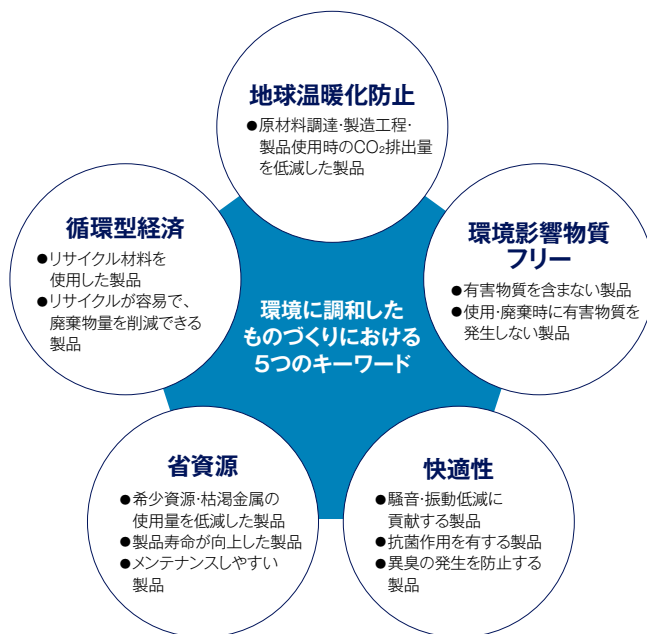 地球温暖化防止
●原材料調達・製造工程・
製品使用時のCO₂排出量
を低減した製品
循環型経済
●リサイクル材料を
使用した製品
●リサイクルが容易で、
廃棄物量を削減できる
製品
環境影響物質
フリー
●有害物質を含まない製品
●使用・廃棄時に有害物質を
発生しない製品
環境に調和した
ものづくりにおける
5つのキーワード
省資源
●希少資源・枯渇金属の
使用量を低減した製品
●製品寿命が向上した製品
●メンテナンスしやすい
製品
快適性
●騒音・振動低減に
貢献する製品
●抗菌作用を有する製品
●異臭の発生を防止する
製品